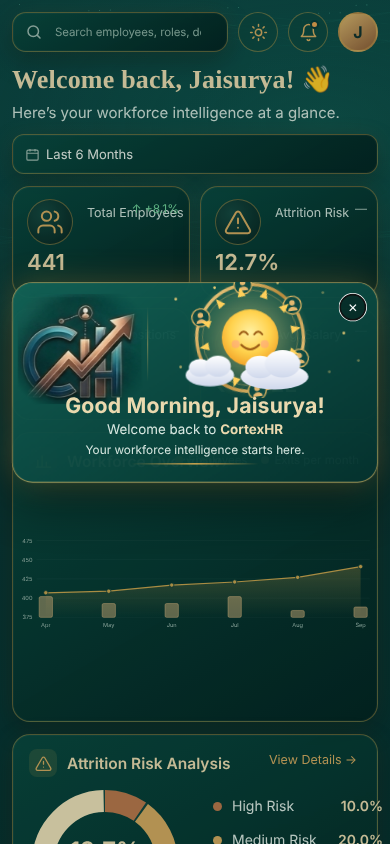 Search employees, roles, d
J
Welcome back, Jaisurya! 👋
Here's your workforce intelligence at a glance.
Last 6 Months
Total Employees
↑ +8.1%
441
Attrition Risk —
12.7%
CH
×
Good Morning, Jaisurya!
Welcome back to CortexHR
Your workforce intelligence starts here.
475
450
425
400
375
Apr May Jun Jul Aug Sep
Attrition Risk Analysis
View Details →
High Risk 10.0%
Medium Risk 20.0%